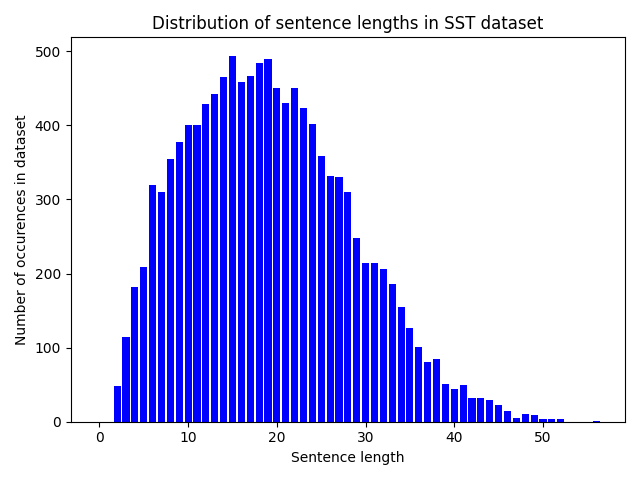 Distribution of sentence lengths in SST dataset
Number of occurences in dataset
500
400
300
200
100
0
0 10 20 30 40 50
Sentence length